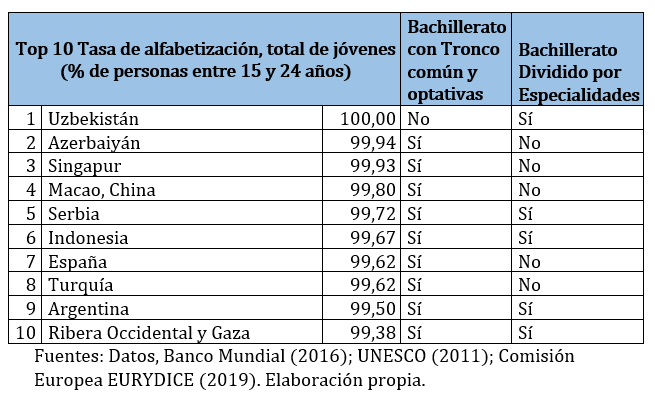 Top 10 Tasa de alfabetización, total de jóvenes
(% de personas entre 15 y 24 años)
Bachillerato
con Tronco
común y
optativas
Bachillerato
Dividido por
Especialidades
1 Uzbekistán 100,00 No Sí
2 Azerbaiyán 99,94 Sí No
3 Singapur 99,93 Sí No
4 Macao, China 99,80 Sí No
5 Serbia 99,72 Sí Sí
6 Indonesia 99,67 Sí Sí
7 España 99,62 Sí No
8 Turquía 99,62 Sí No
9 Argentina 99,50 Sí Sí
10 Ribera Occidental y Gaza 99,38 Sí Sí
Fuentes: Datos, Banco Mundial (2016); UNESCO (2011); Comisión
Europea EURYDICE (2019). Elaboración propia.